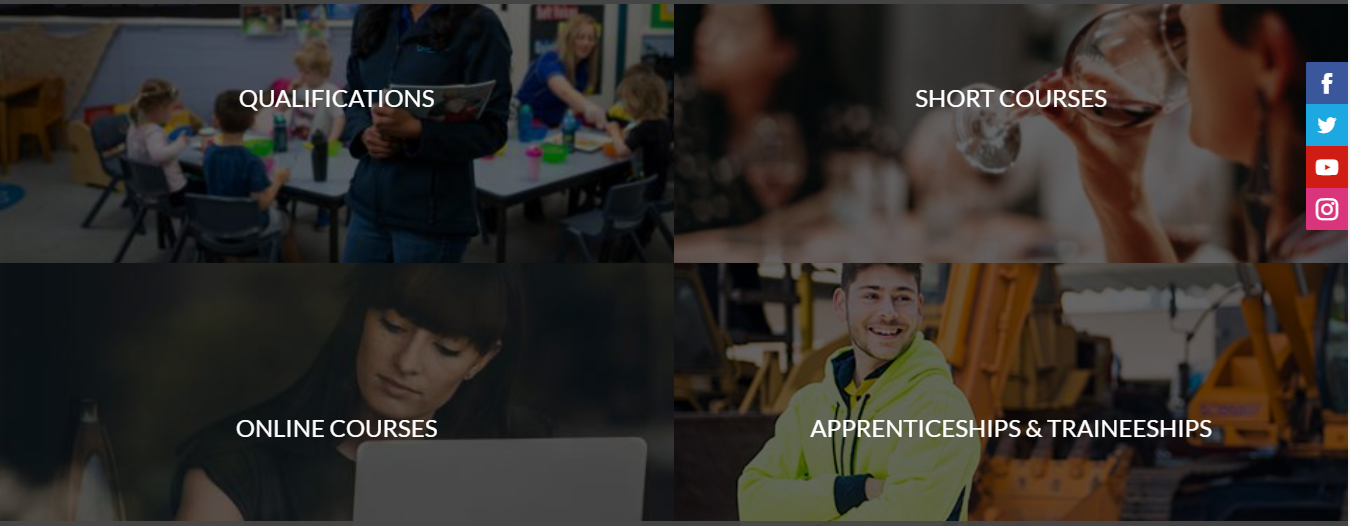 QUALIFICATIONS
SHORT COURSES
ONLINE COURSES
APPRENTICESHIPS & TRAINEESHIPS